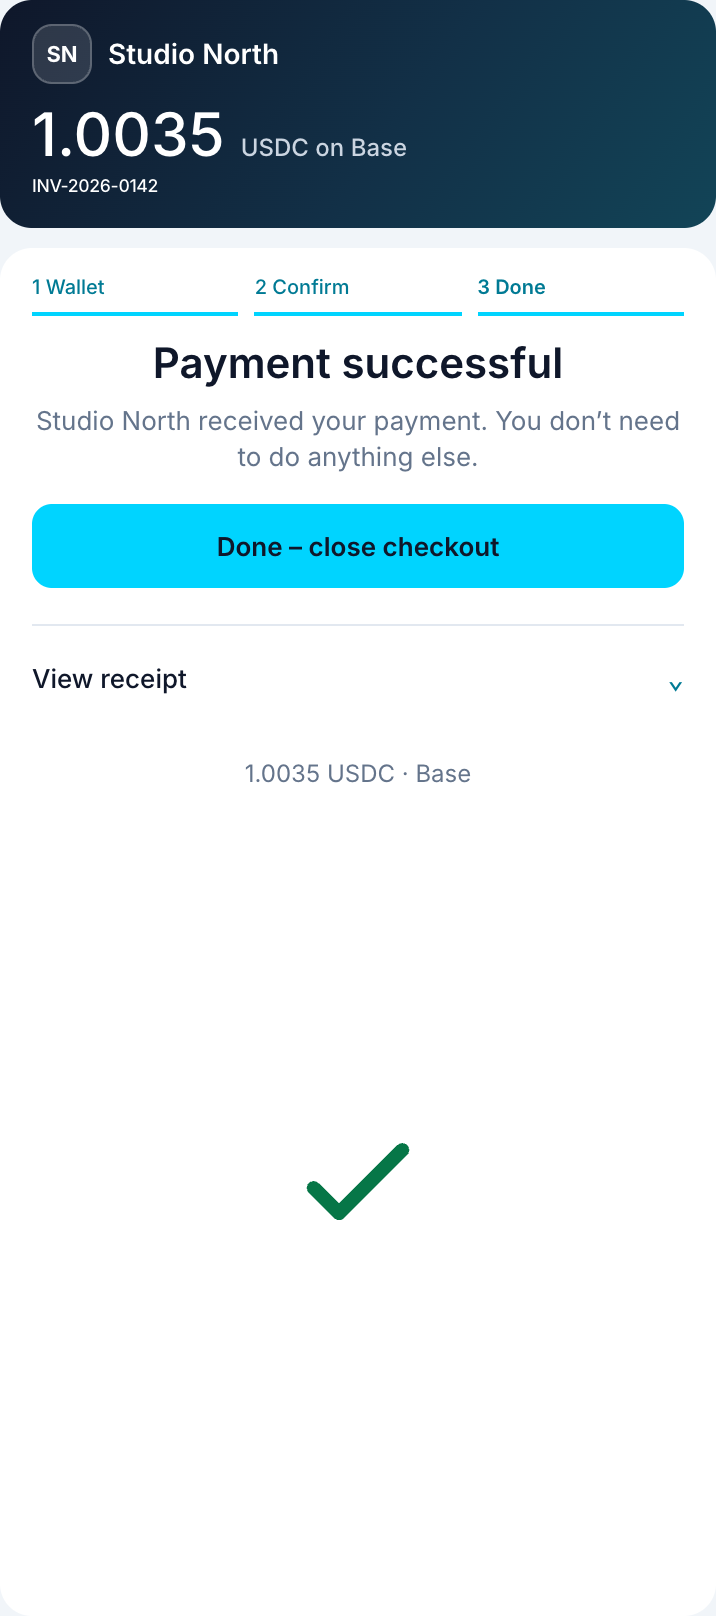 SN
Studio North
1.0035 USDC on Base
INV-2026-0142
1 Wallet
2 Confirm
3 Done
Payment successful
Studio North received your payment. You don’t need
to do anything else.
Done – close checkout
View receipt
1.0035 USDC · Base